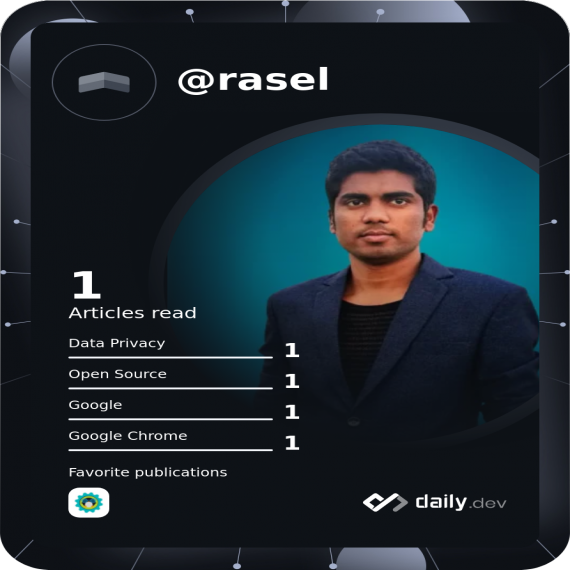 @rasel
1
Articles read
Data Privacy 1
Open Source 1
Google 1
Google Chrome 1
Favorite publications
daily.dev